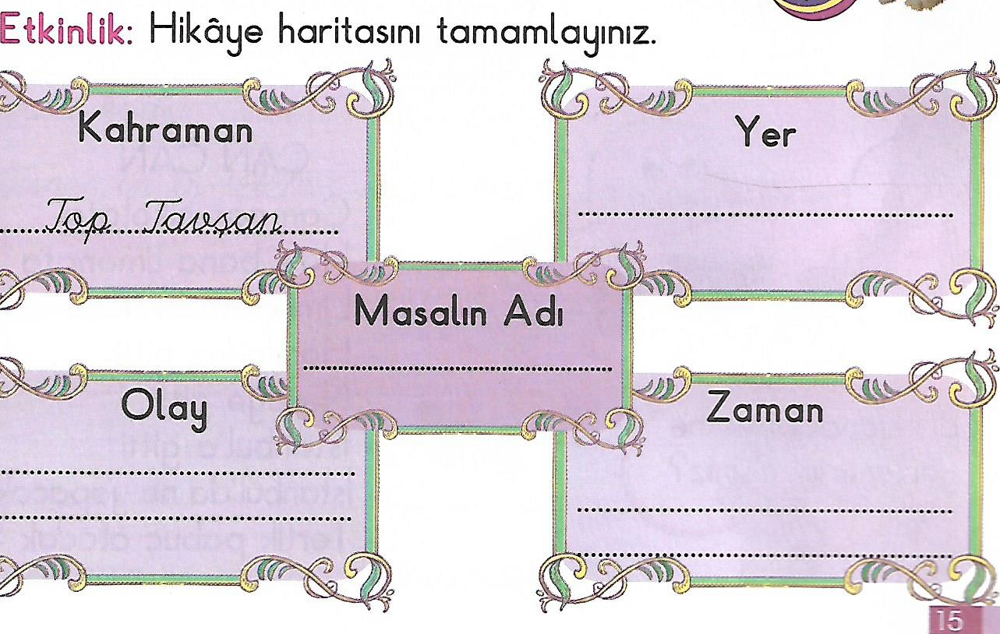 Etkinlik: Hikâye haritasını tamamlayınız.
Kahraman
Top Tavşan
Yer
Masalın Adı
Olay
Zaman
15